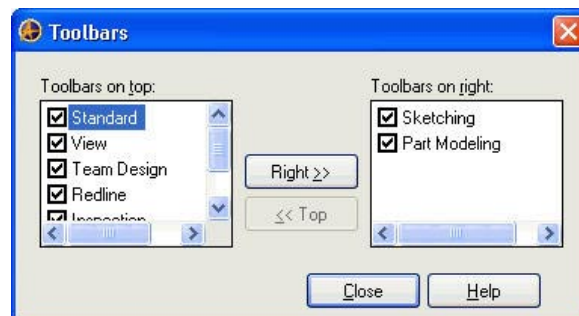 Toolbars
Toolbars on top:
Standard
View
Team Design
Redline
Inspection
Right >>
<< Top
Toolbars on right:
Sketching
Part Modeling
Close
Help